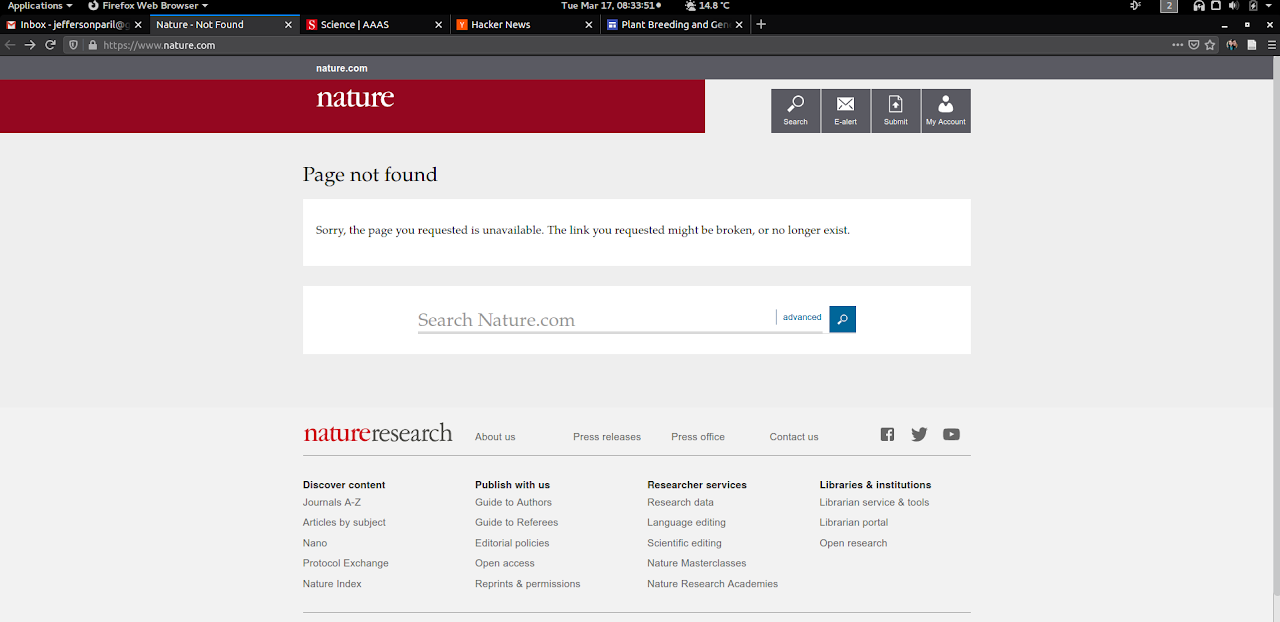 Applications Firefox Web Browser Tue Mar 17, 08:33:51 14.8 °C 2
Inbox - jeffersonparil@g Nature - Not Found Science | AAAS Hacker News Plant Breeding and Gen
https://www.nature.com
nature.com
nature
Search E-alert Submit My Account
Page not found
Sorry, the page you requested is unavailable. The link you requested might be broken, or no longer exist.
Search Nature.com advanced
natureresearch About us Press releases Press office Contact us
Discover content Publish with us Researcher services Libraries & institutions
Journals A-Z Guide to Authors Research data Librarian service & tools
Articles by subject Guide to Referees Language editing Librarian portal
Nano Editorial policies Scientific editing Open research
Protocol Exchange Open access Nature Masterclasses
Nature Index Reprints & permissions Nature Research Academies